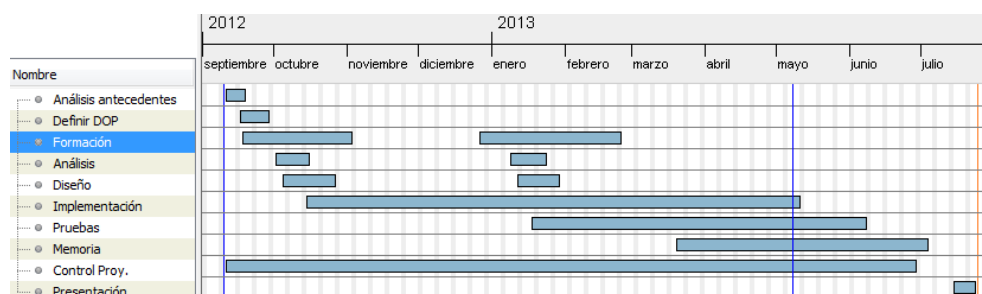 2012 2013
septiembre octubre noviembre diciembre enero febrero marzo abril mayo junio julio
Nombre
Análisis antecedentes
Definir DOP
Formación
Análisis
Diseño
Implementación
Pruebas
Memoria
Control Proy.
Presentación